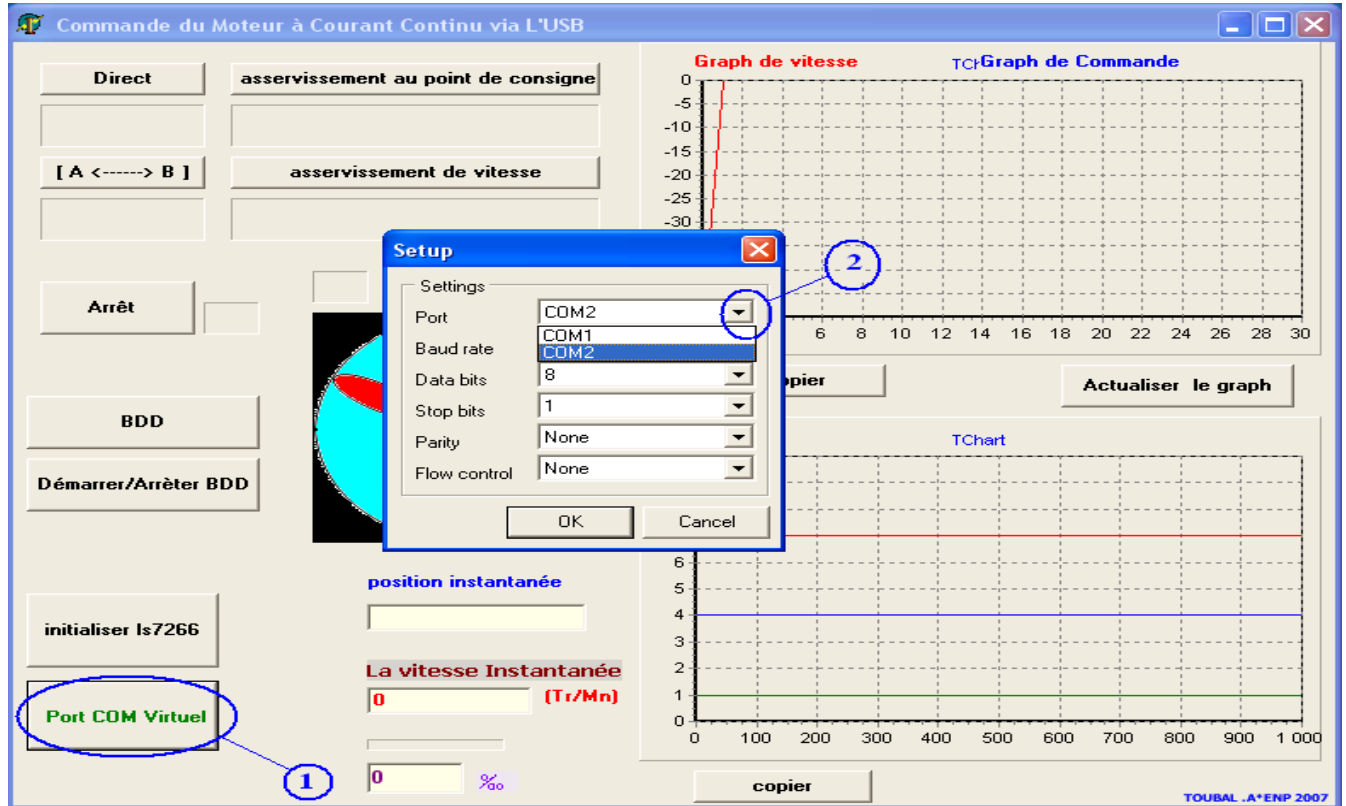 Commande du Moteur à Courant Continu via L'USB
Direct
asservissement au point de consigne
[ A <------> B ]
asservissement de vitesse
Arrêt
BDD
Démarrer/Arrèter BDD
initialiser ls7266
Port COM Virtuel
1
position instantanée
La vitesse Instantanée
0 (Tr/Mn)
0 %o
Setup
Settings
Port COM2
COM1
Baud rate COM2
Data bits 8
Stop bits 1
Parity None
Flow control None
OK Cancel
2
Graph de vitesse Graph de Commande
0
-5
-10
-15
-20
-25
-30
6 8 10 12 14 16 18 20 22 24 26 28 30
Actualiser le graph
TChart
6
5
4
3
2
1
0
0 100 200 300 400 500 600 700 800 900 1 000
copier
TOUBAL .A*ENP 2007